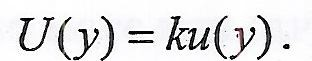 U(y) = ku(y).